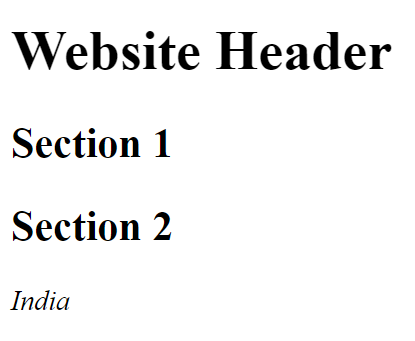 Website Header
Section 1
Section 2
India